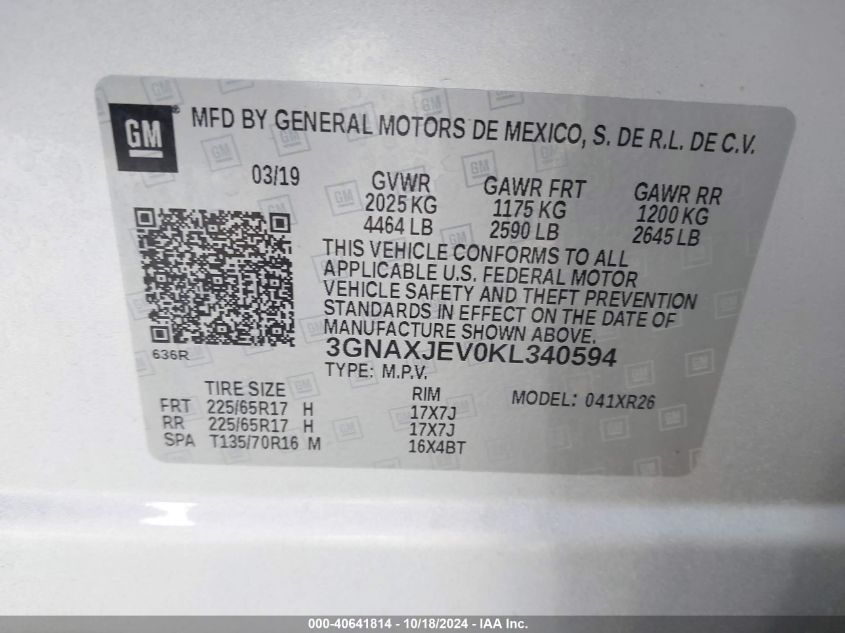 GM ® MFD BY GENERAL MOTORS DE MEXICO, S. DE R.L. DE C.V.
03/19
GVWR GAWR FRT GAWR RR
2025 KG 1175 KG 1200 KG
4464 LB 2590 LB 2645 LB
THIS VEHICLE CONFORMS TO ALL
APPLICABLE U.S. FEDERAL MOTOR
VEHICLE SAFETY AND THEFT PREVENTION
STANDARDS IN EFFECT ON THE DATE OF
MANUFACTURE SHOWN ABOVE.
636R
3GNAXJEV0KL340594
TYPE: M.P.V.
TIRE SIZE RIM MODEL: 041XR26
FRT 225/65R17 H 17X7J
RR 225/65R17 H 17X7J
SPA T135/70R16 M 16X4BT
000-40641814 - 10/18/2024 - IAA Inc.